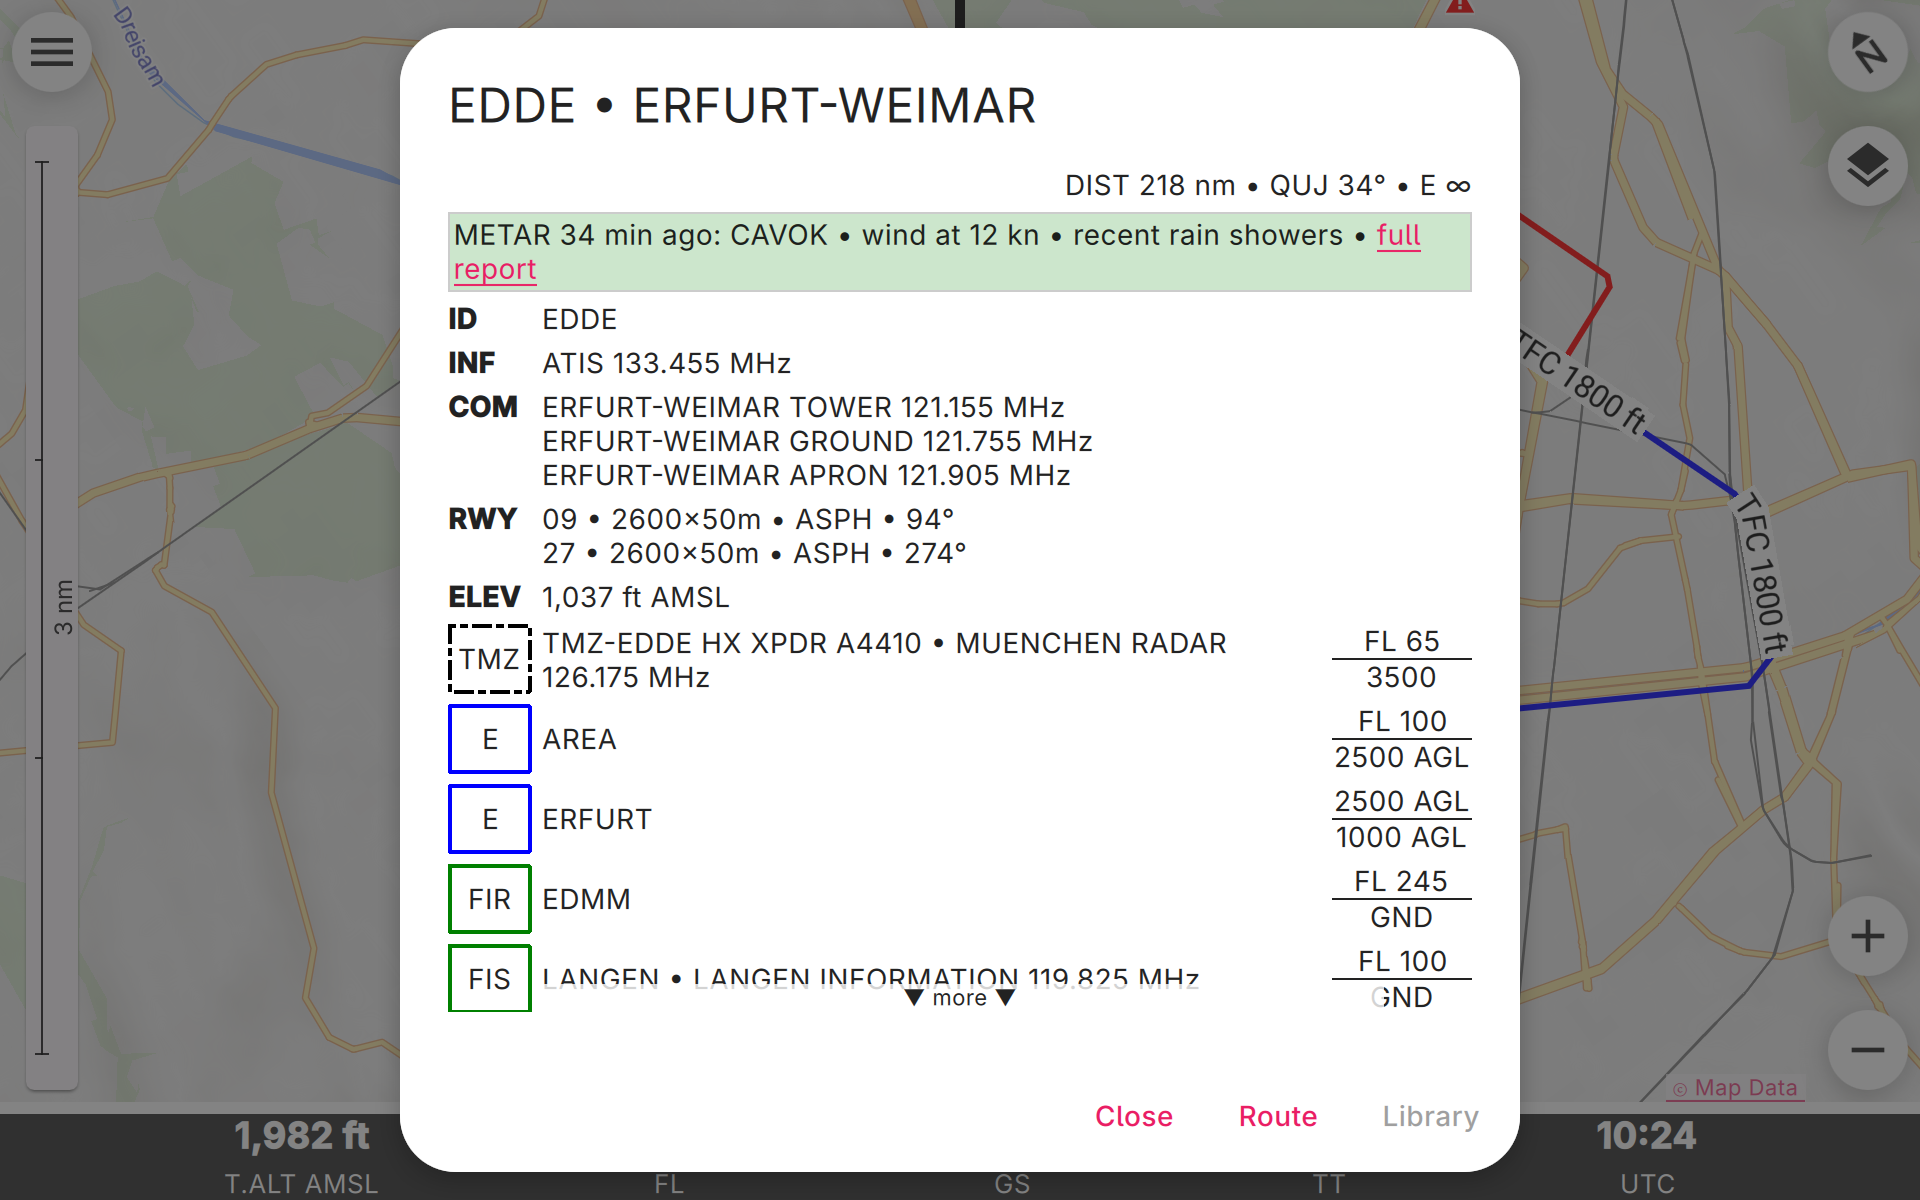 Dreisam
EDDE • ERFURT-WEIMAR
DIST 218 nm • QUJ 34° • E ∞
METAR 34 min ago: CAVOK • wind at 12 kn • recent rain showers • full
report
ID EDDE
INF ATIS 133.455 MHz
COM ERFURT-WEIMAR TOWER 121.155 MHz
ERFURT-WEIMAR GROUND 121.755 MHz
ERFURT-WEIMAR APRON 121.905 MHz
RWY 09 • 2600×50m • ASPH • 94°
27 • 2600×50m • ASPH • 274°
ELEV 1,037 ft AMSL
TMZ TMZ-EDDE HX XPDR A4410 • MUENCHEN RADAR
126.175 MHz
FL 65
3500
E AREA
FL 100
2500 AGL
E ERFURT
2500 AGL
1000 AGL
FIR EDMM
FL 245
GND
FIS LANGEN • LANGEN INFORMATION 119.825 MHz
FL 100
GND
▼ more ▼
Close Route Library
N
3 nm
TFC 1800 ft
TFC 1800 ft
© Map Data
1,982 ft
T.ALT AMSL
FL
GS
TT
10:24
UTC